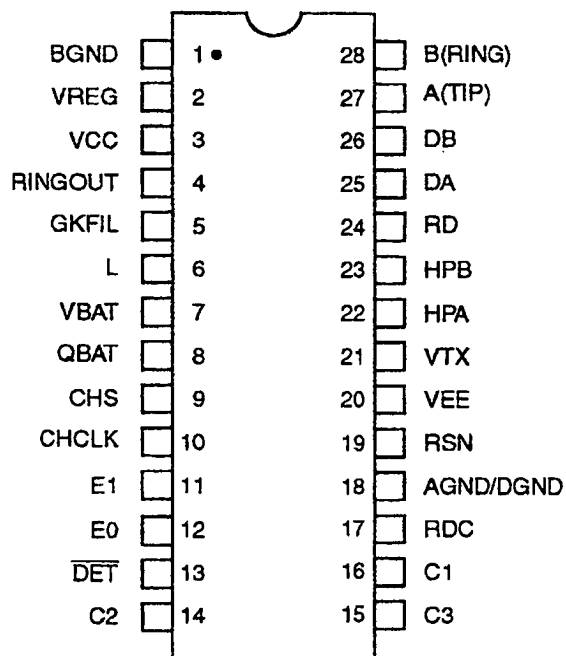 BGND 1 28 B(RING)
VREG 2 27 A(TIP)
VCC 3 26 DB
RINGOUT 4 25 DA
GKFIL 5 24 RD
L 6 23 HPB
VBAT 7 22 HPA
QBAT 8 21 VTX
CHS 9 20 VEE
CHCLK 10 19 RSN
E1 11 18 AGND/DGND
E0 12 17 RDC
D̅E̅T̅ 13 16 C1
C2 14 15 C3